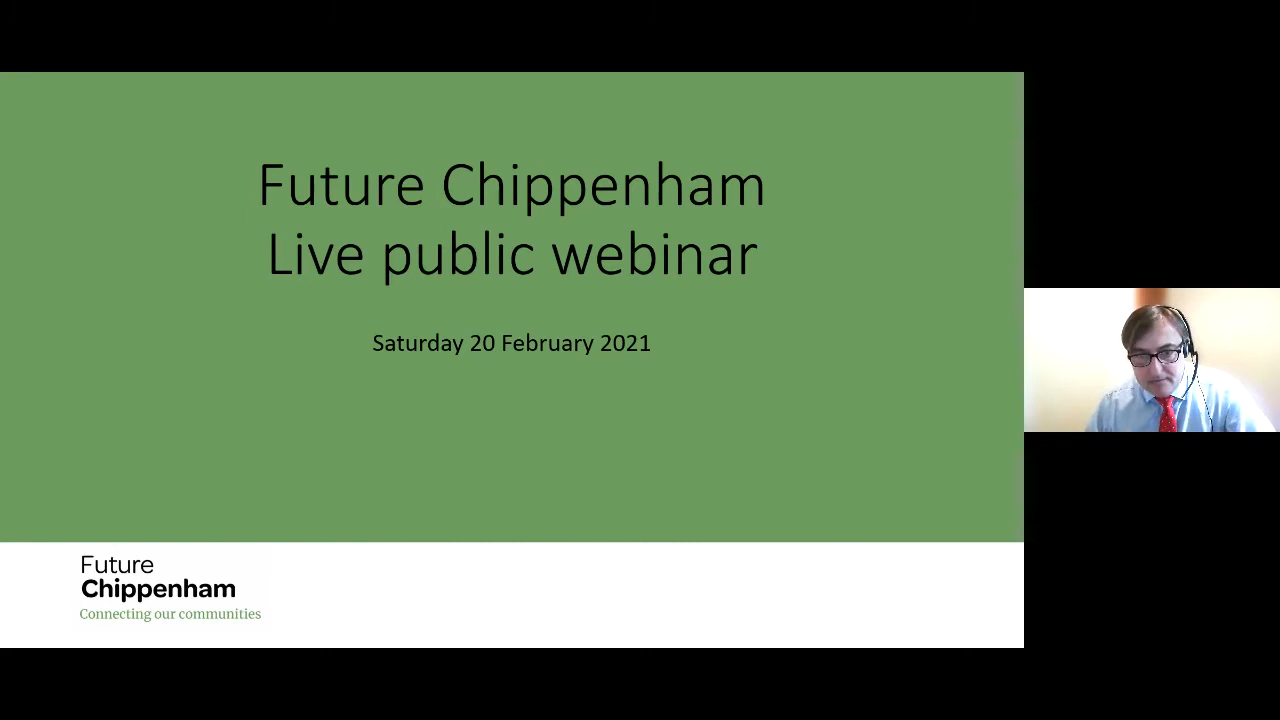 Future Chippenham
Live public webinar
Saturday 20 February 2021
Future
Chippenham
Connecting our communities